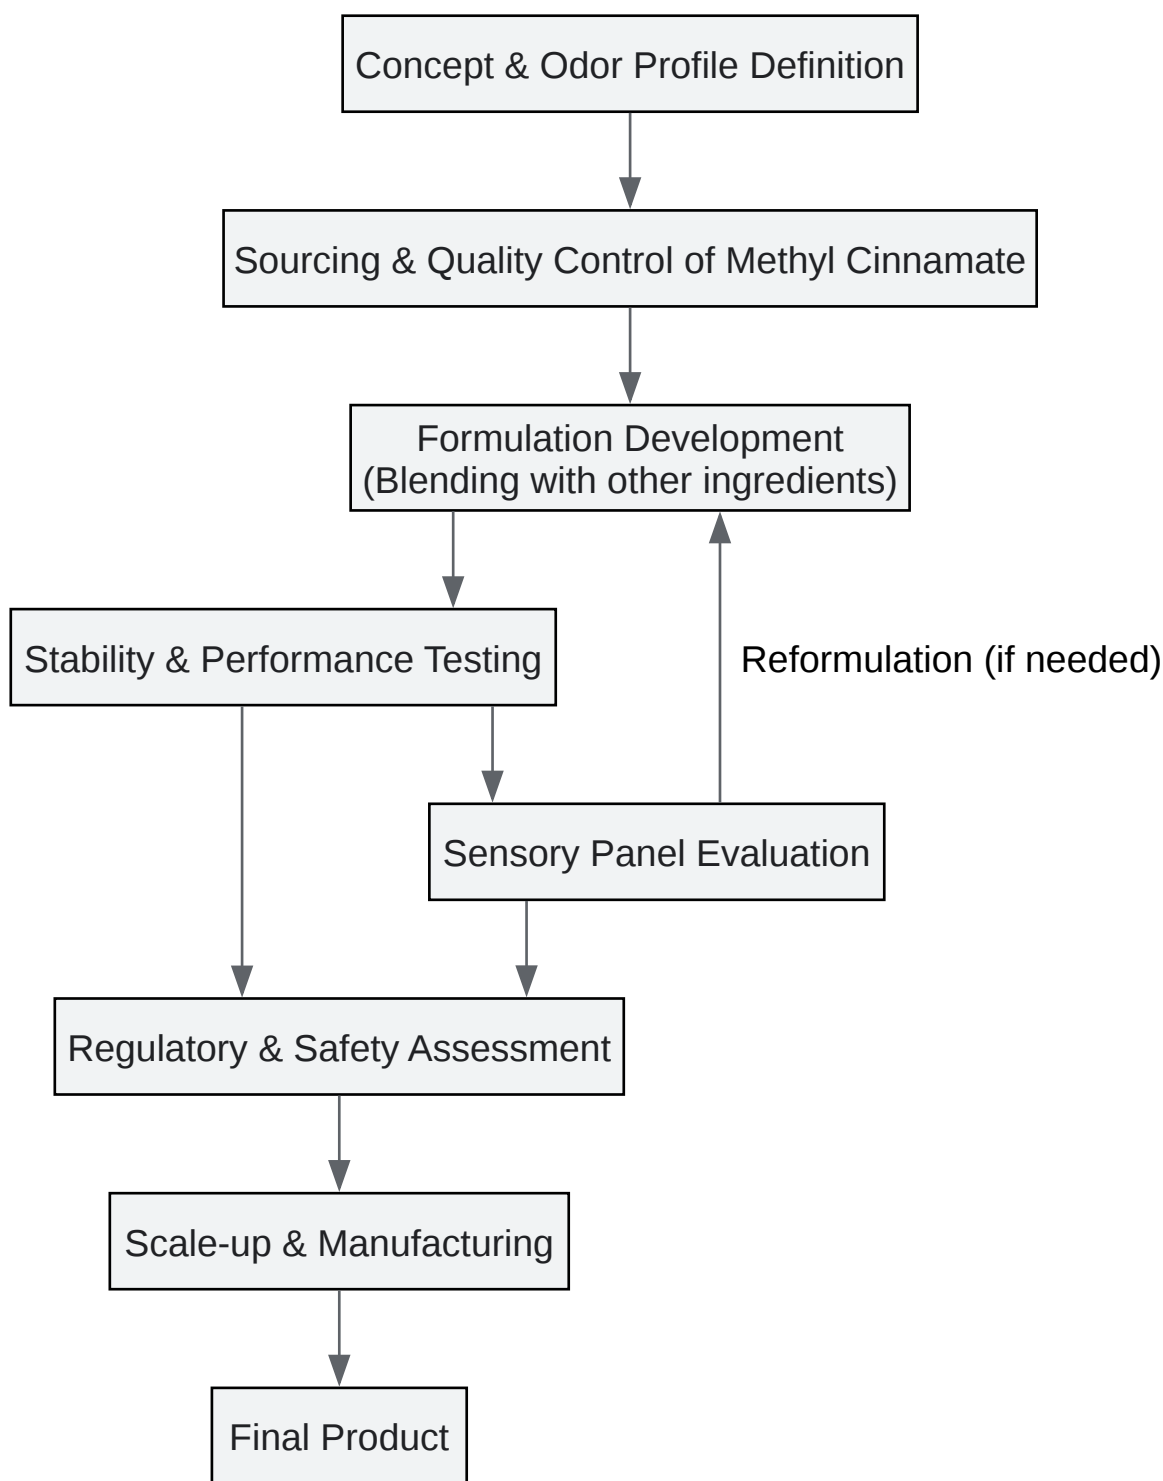 Concept & Odor Profile Definition
Sourcing & Quality Control of Methyl Cinnamate
Formulation Development
(Blending with other ingredients)
Stability & Performance Testing
Reformulation (if needed)
Sensory Panel Evaluation
Regulatory & Safety Assessment
Scale-up & Manufacturing
Final Product